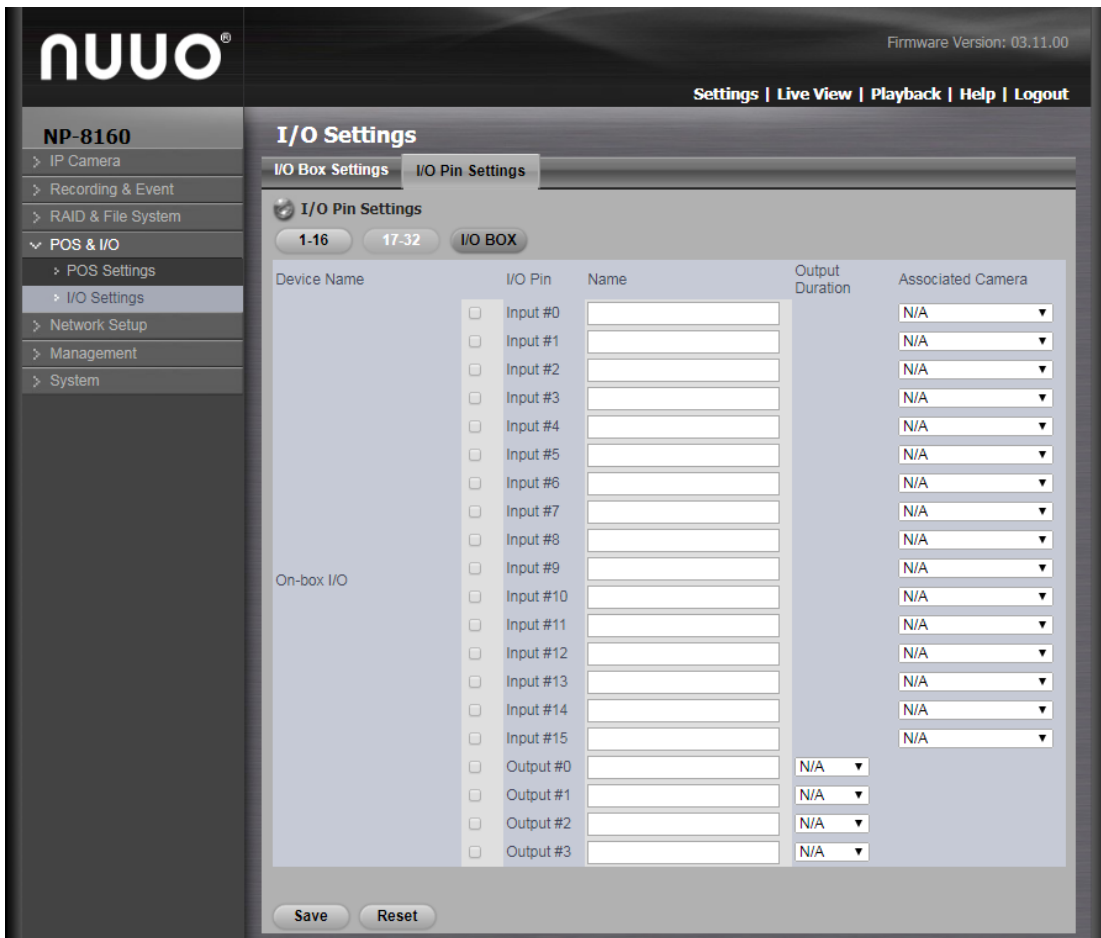 nuuo®
Firmware Version: 03.11.00
Settings | Live View | Playback | Help | Logout
NP-8160
> IP Camera
> Recording & Event
> RAID & File System
POS & I/O
POS Settings
I/O Settings
> Network Setup
> Management
> System
I/O Settings
I/O Box Settings I/O Pin Settings
I/O Pin Settings
1-16 17-32 I/O BOX
Device Name I/O Pin Name Output Duration Associated Camera
On-box I/O
Input #0 N/A
Input #1 N/A
Input #2 N/A
Input #3 N/A
Input #4 N/A
Input #5 N/A
Input #6 N/A
Input #7 N/A
Input #8 N/A
Input #9 N/A
Input #10 N/A
Input #11 N/A
Input #12 N/A
Input #13 N/A
Input #14 N/A
Input #15 N/A
Output #0 N/A
Output #1 N/A
Output #2 N/A
Output #3 N/A
Save Reset